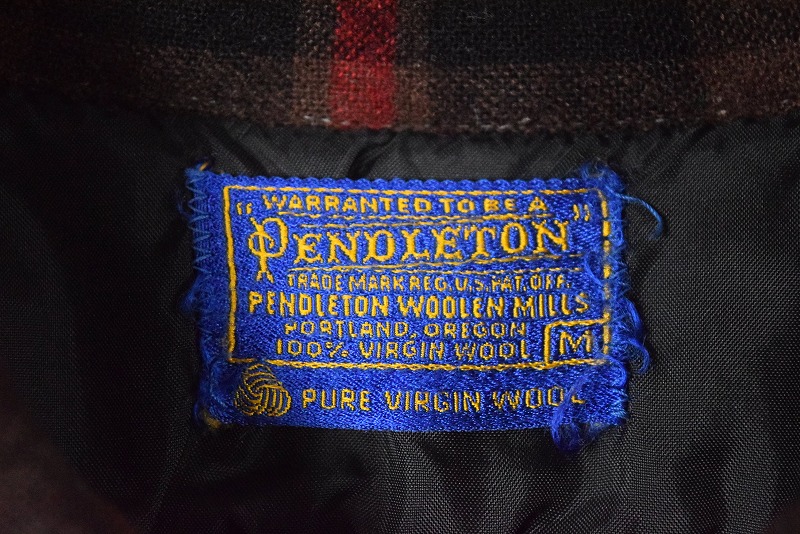 WARRANTED TO BE A
"PENDLETON"
TRADE MARK REG. U.S. PAT. OFF.
PENDLETON WOOLEN MILLS
PORTLAND, OREGON
100% VIRGIN WOOL M
PURE VIRGIN WOOL